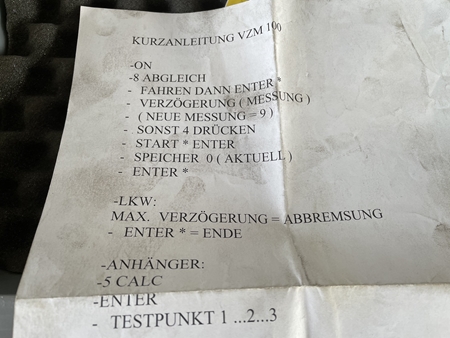 KURZANLEITUNG VZM 100
-ON
-8 ABGLEICH
- FAHREN DANN ENTER *
- VERZÖGERUNG ( MESSUNG )
- ( NEUE MESSUNG = 9 )
- SONST 4 DRÜCKEN
- START * ENTER
- SPEICHER 0 ( AKTUELL )
- ENTER *
-LKW:
MAX. VERZÖGERUNG = ABBREMSUNG
- ENTER * = ENDE
-ANHÄNGER:
-5 CALC
-ENTER
- TESTPUNKT 1 ...2...3